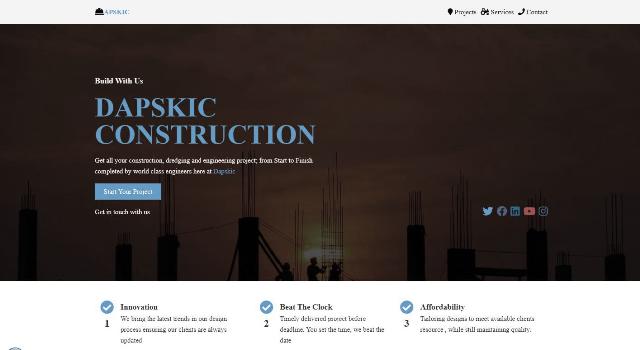 APSKIC
Projects Services Contact
Build With Us
DAPSKIC
CONSTRUCTION
Get all your construction, dredging and engineering project; from Start to Finish
completed by world class engineers here at Dapskic
Start Your Project
Get in touch with us
Innovation
1 We bring the latest trends in our design
process ensuring our clients are always
updated
Beat The Clock
2 Timely delivered project before
deadline. You set the time, we beat the
date
Affordability
3 Tailoring designs to meet available clients
resource , while still maintaining quality.